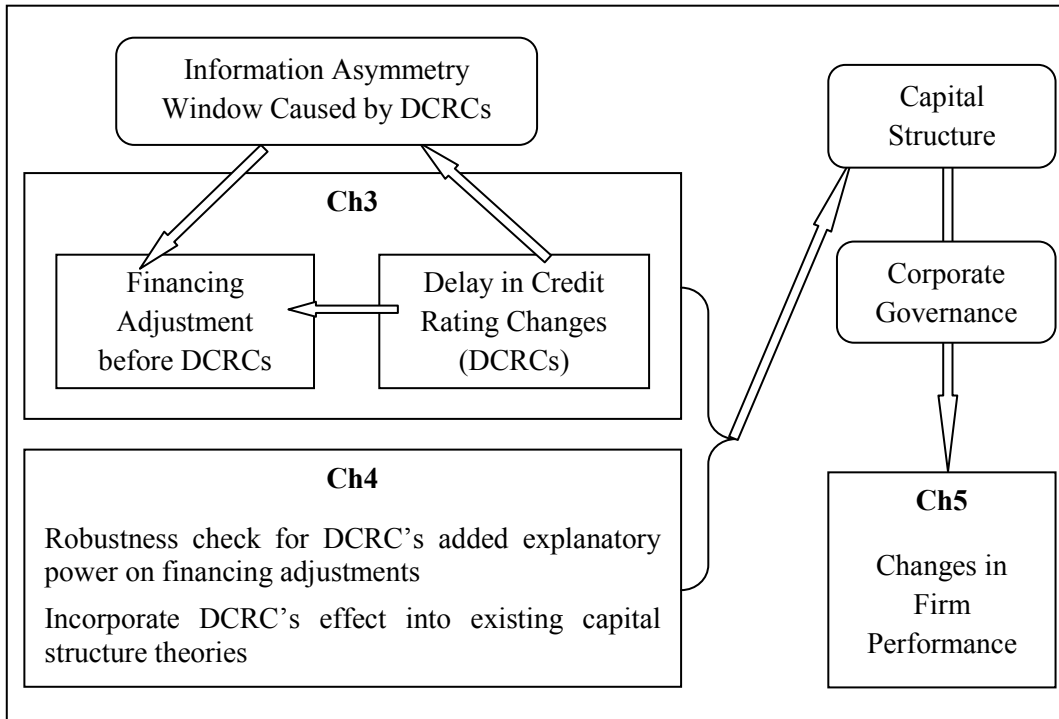 Information Asymmetry
Window Caused by DCRCs
Ch3
Financing
Adjustment
before DCRCs
Delay in Credit
Rating Changes
(DCRCs)
Ch4
Robustness check for DCRC’s added explanatory
power on financing adjustments
Incorporate DCRC’s effect into existing capital
structure theories
Capital
Structure
Corporate
Governance
Ch5
Changes in
Firm
Performance